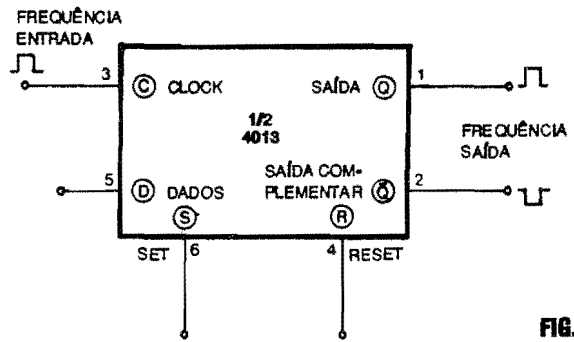 FREQUÊNCIA
ENTRADA
3
C CLOCK
SAÍDA Q
1
1/2
4013
FREQUÊNCIA
SAÍDA
5
D DADOS
SAÍDA COM-
PLEMENTAR Q̄
2
S
R
SET 6
4 RESET
FIG.